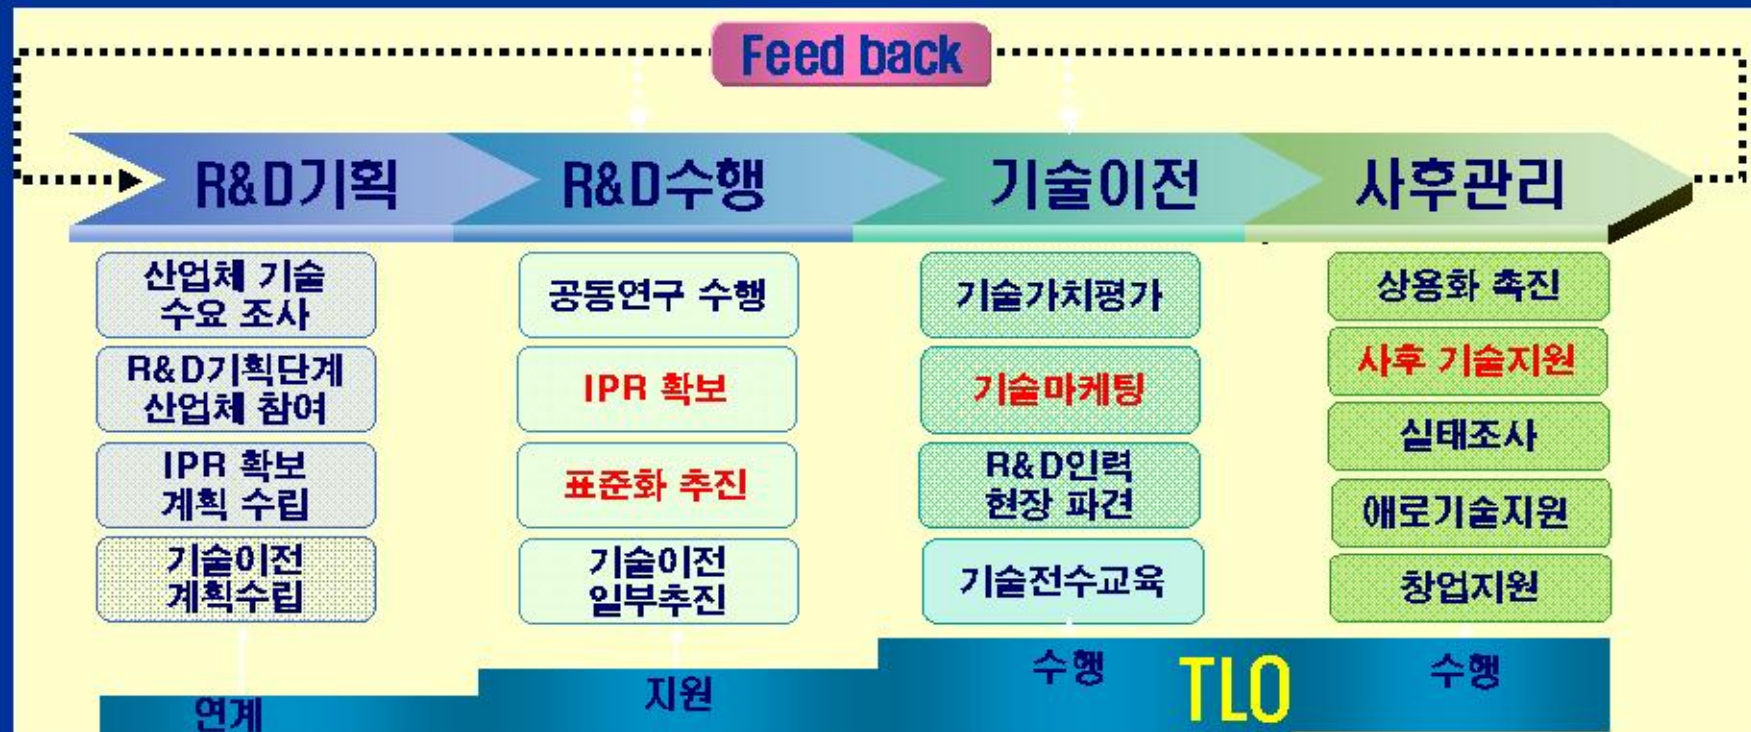 Feed back
R&D기획
R&D수행
기술이전
사후관리
산업체 기술
수요 조사
R&D기획단계
산업체 참여
IPR 확보
계획 수립
기술이전
계획수립
공동연구 수행
IPR 확보
표준화 추진
기술이전
일부추진
기술가치평가
기술마케팅
R&D인력
현장 파견
기술전수교육
상용화 촉진
사후 기술지원
실태조사
애로기술지원
창업지원
연계
지원
수행
TLO
수행